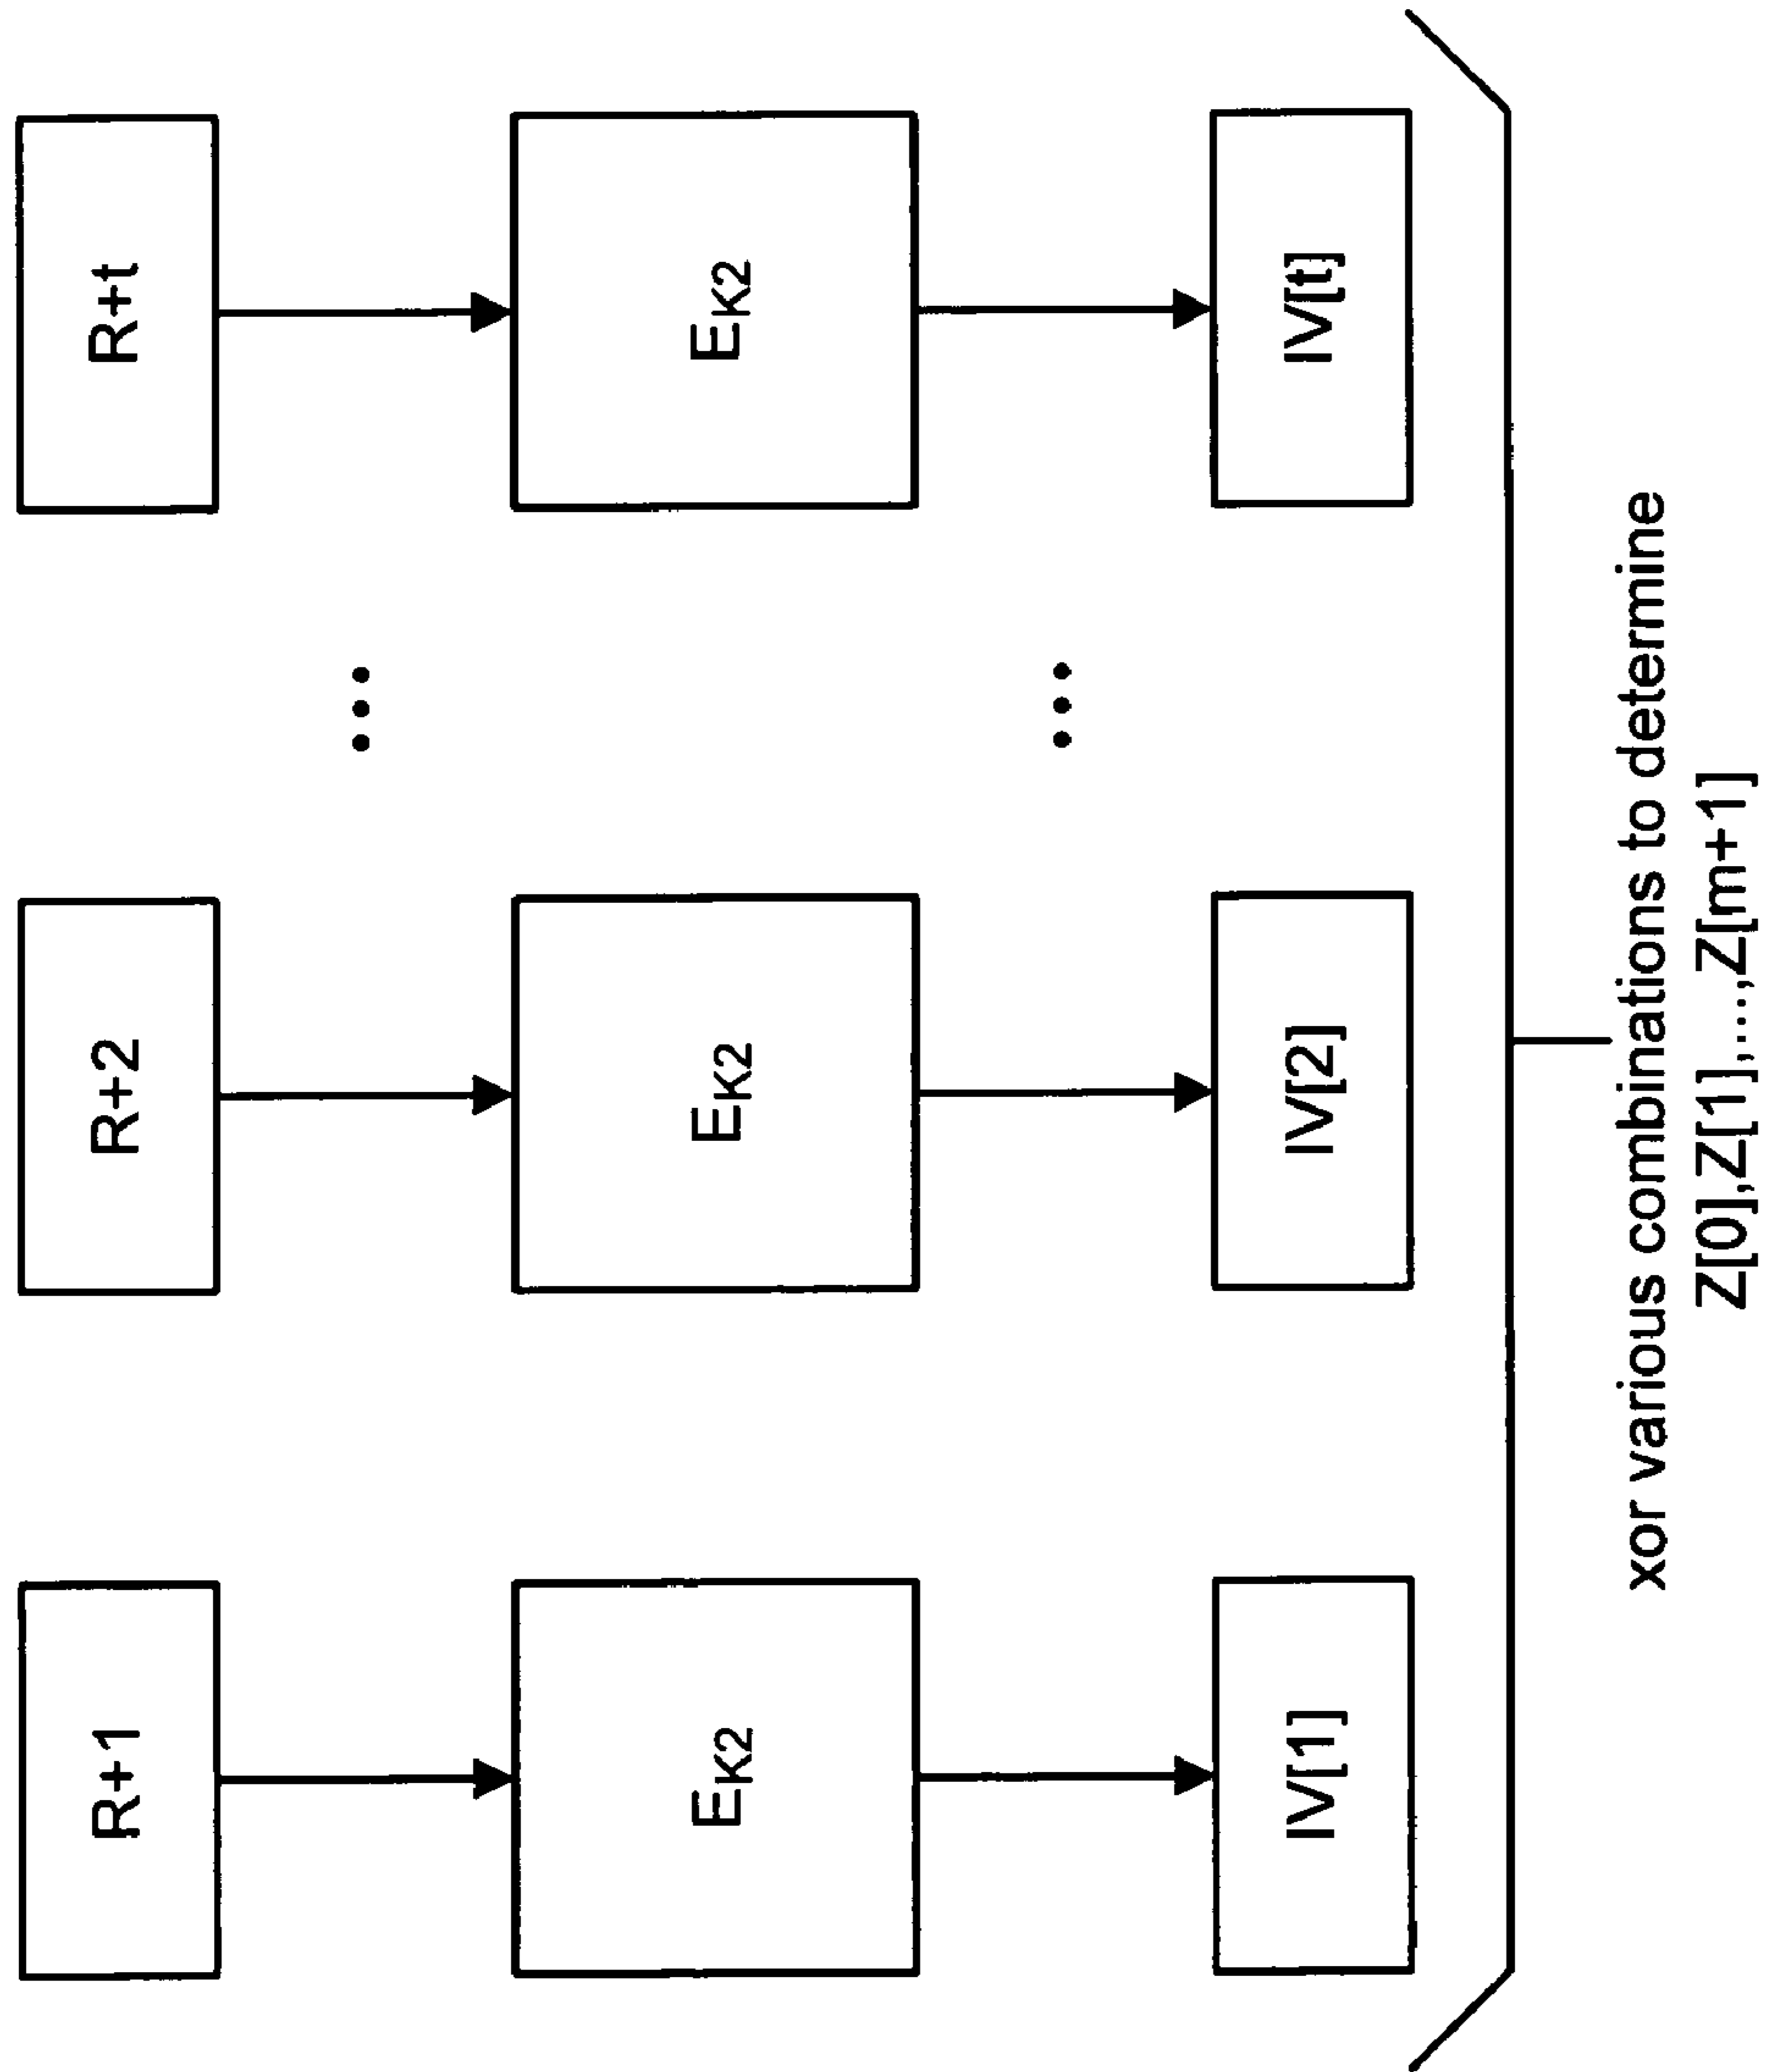 R+1
R+2
R+t
...
EK2
EK2
EK2
IV[1]
IV[2]
...
IV[t]
xor various combinations to determine
Z[0],Z[1],...,Z[m+1]